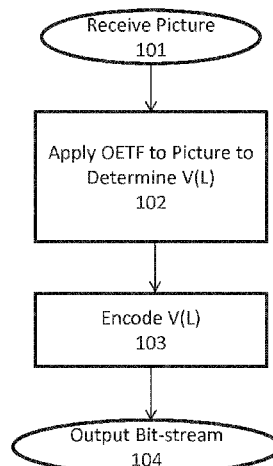 Receive Picture
101
Apply OETF to Picture to
Determine V(L)
102
Encode V(L)
103
Output Bit-stream
104